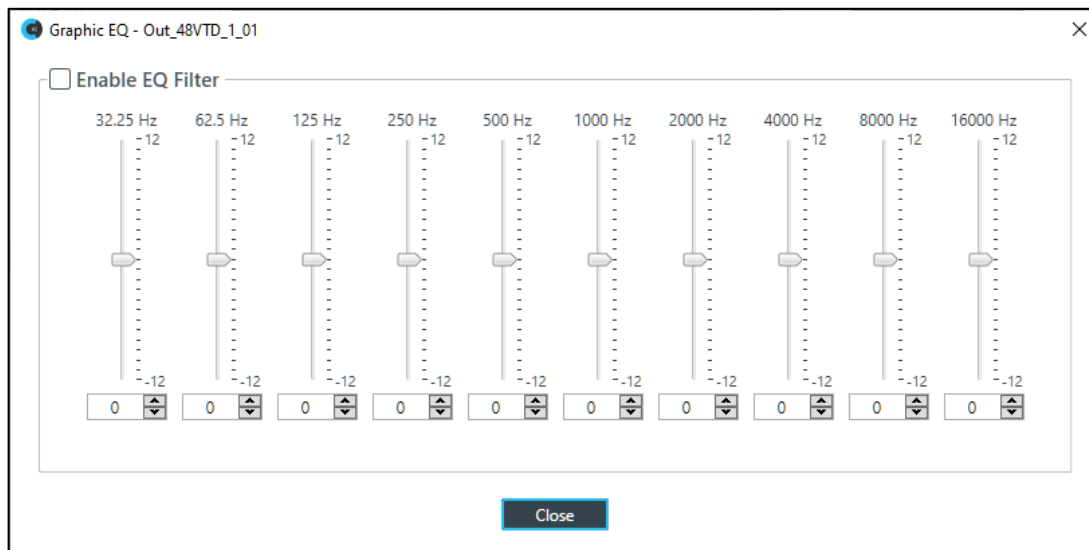 Graphic EQ - Out_48VTD_1_01
Enable EQ Filter
32.25 Hz 62.5 Hz 125 Hz 250 Hz 500 Hz 1000 Hz 2000 Hz 4000 Hz 8000 Hz 16000 Hz
12 12 12 12 12 12 12 12 12 12
-12 -12 -12 -12 -12 -12 -12 -12 -12 -12
0 0 0 0 0 0 0 0 0 0
Close